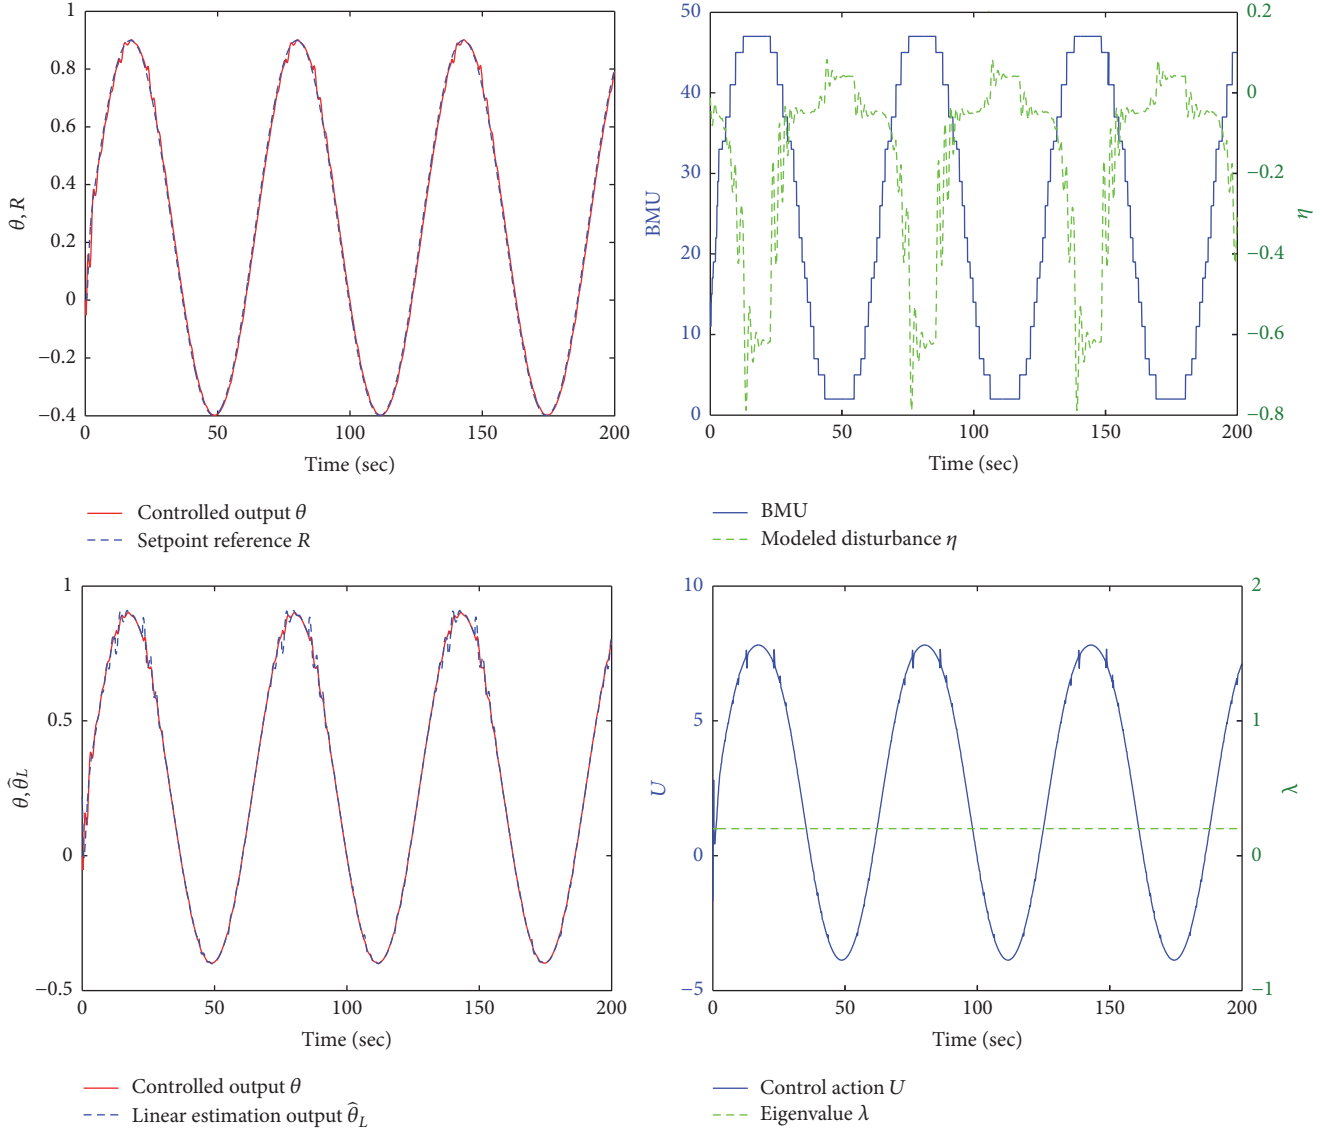 1
0.8
0.6
0.4
0.2
0
−0.2
−0.4
θ, R
0 50 100 150 200
Time (sec)
Controlled output θ
Setpoint reference R
50
40
30
20
10
0
BMU
0.2
0
−0.2
−0.4
−0.6
−0.8
η
0 50 100 150 200
Time (sec)
BMU
Modeled disturbance η
1
0.5
0
−0.5
θ, θ̂_L
0 50 100 150 200
Time (sec)
Controlled output θ
Linear estimation output θ̂_L
10
5
0
−5
U
2
1
0
−1
λ
0 50 100 150 200
Time (sec)
Control action U
Eigenvalue λ